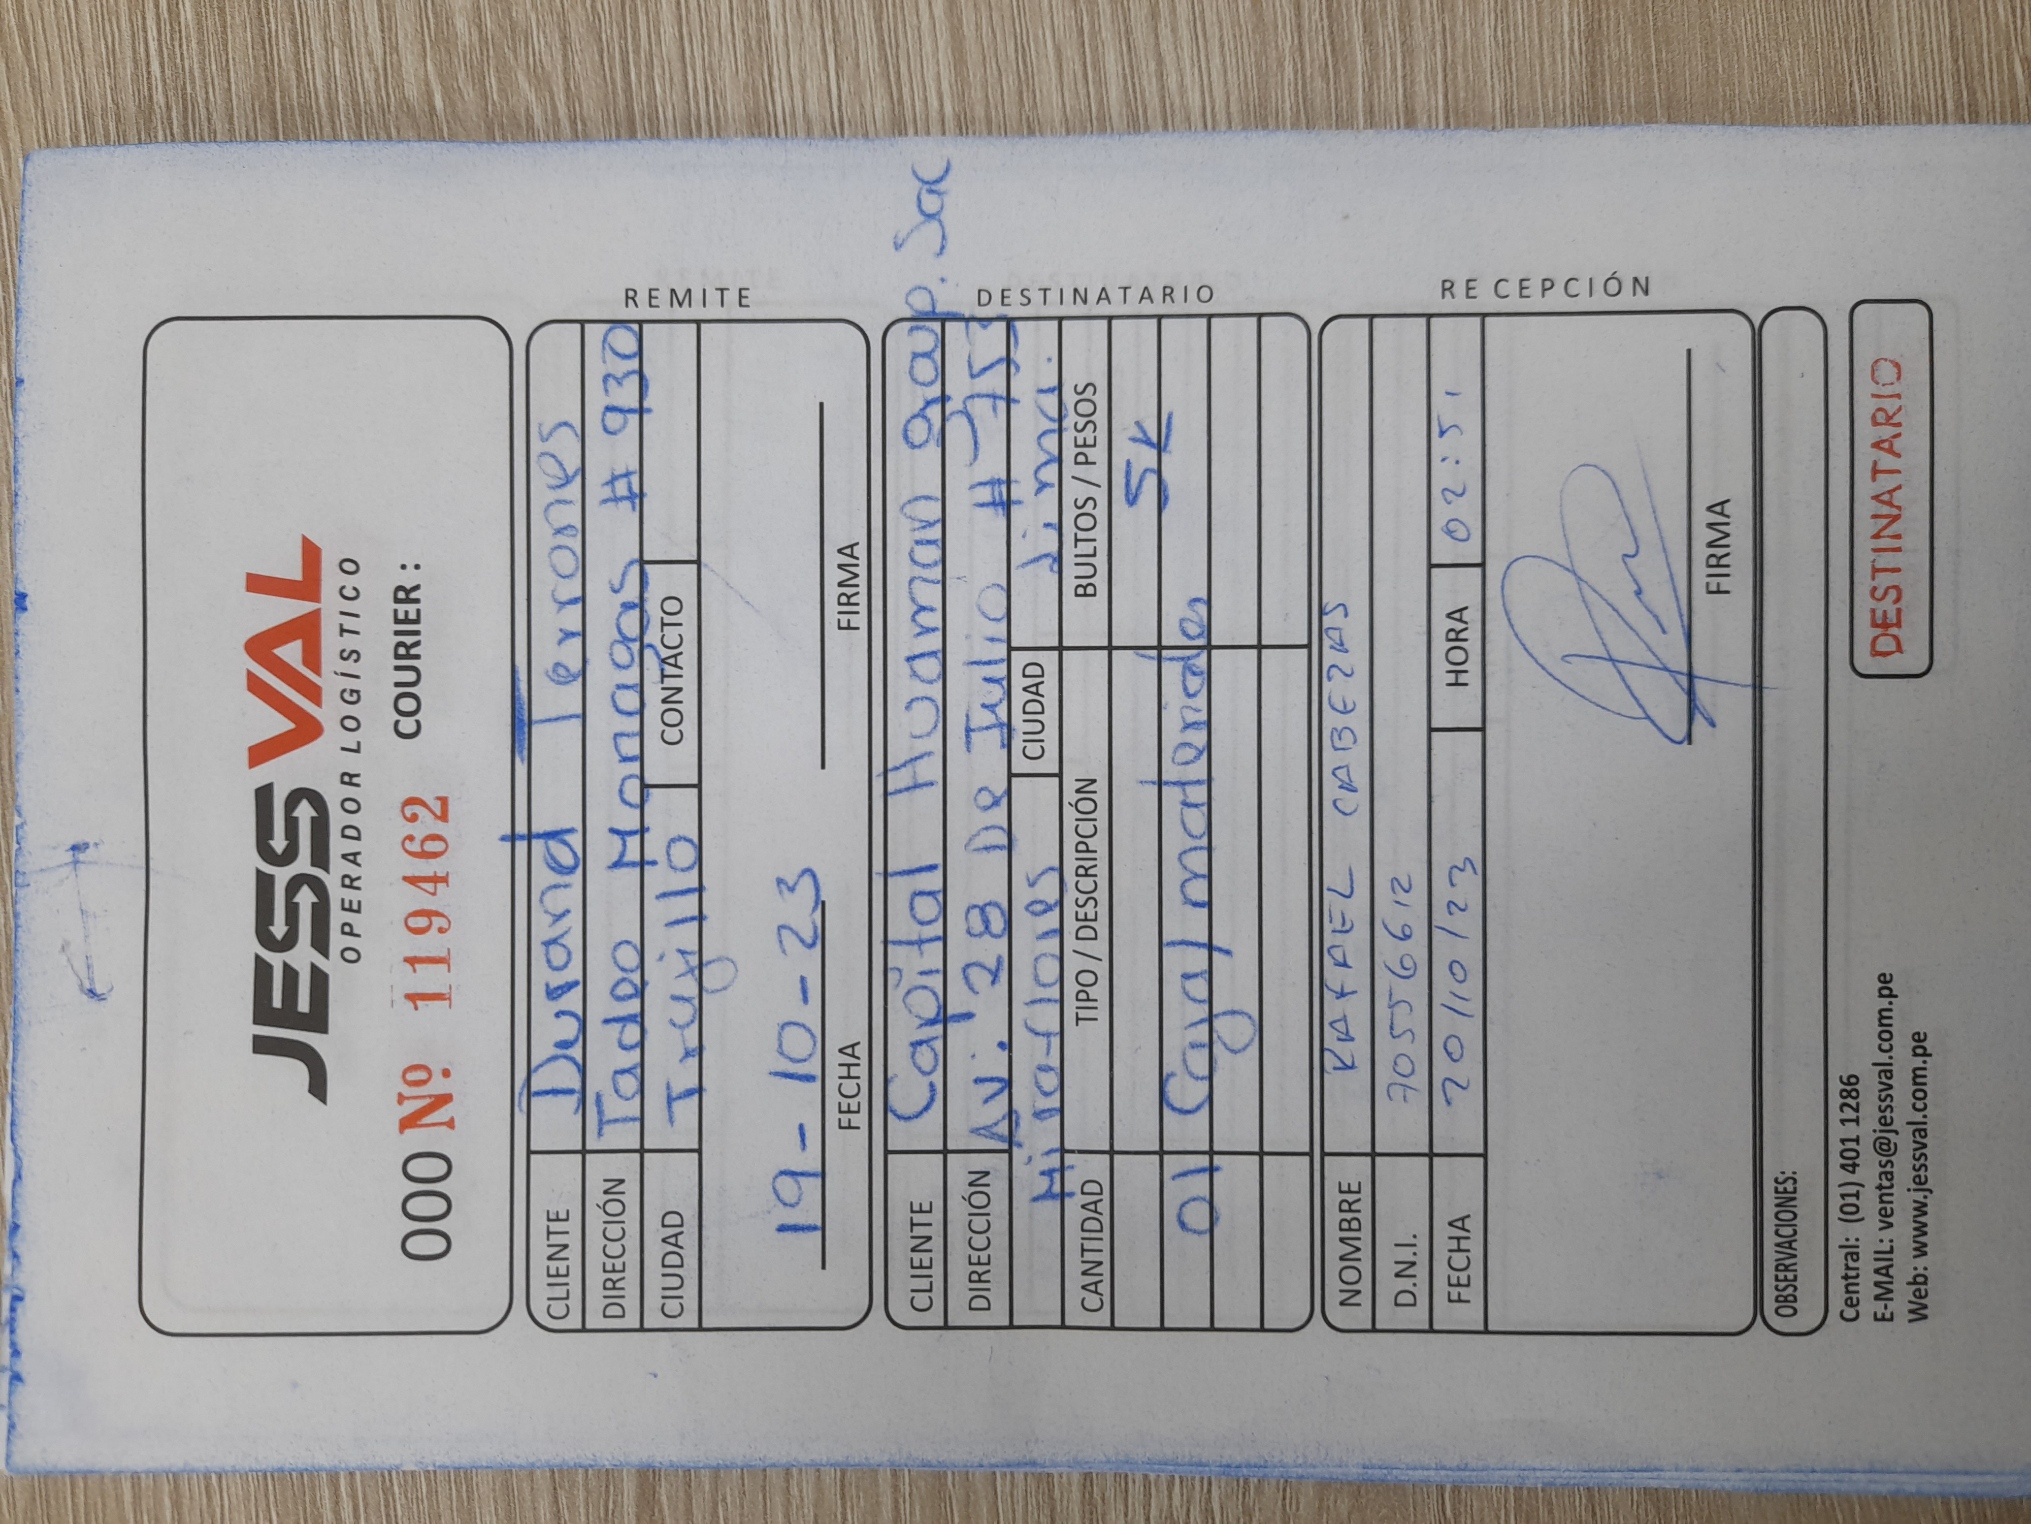 JESSVAL
OPERADOR LOGÍSTICO
000 Nº 119462 COURIER :
CLIENTE Durand Terrones
DIRECCIÓN Tadeo Monagas # 930
CIUDAD Trujillo CONTACTO
REMITE
19-10-23
FECHA FIRMA
CLIENTE Capital Huaman group. Sac
DIRECCIÓN Av: 28 De Julio # 753
Miraflores CIUDAD Lima.
DESTINATARIO
CANTIDAD TIPO / DESCRIPCIÓN BULTOS / PESOS
5k
01 Caja/materiales
NOMBRE RAFAEL CABEZAS
D.N.I. 70556612
FECHA 20/10/23 HORA 02:51
RECEPCIÓN
FIRMA
OBSERVACIONES:
Central: (01) 401 1286
E-MAIL: ventas@jessval.com.pe
Web: www.jessval.com.pe
DESTINATARIO